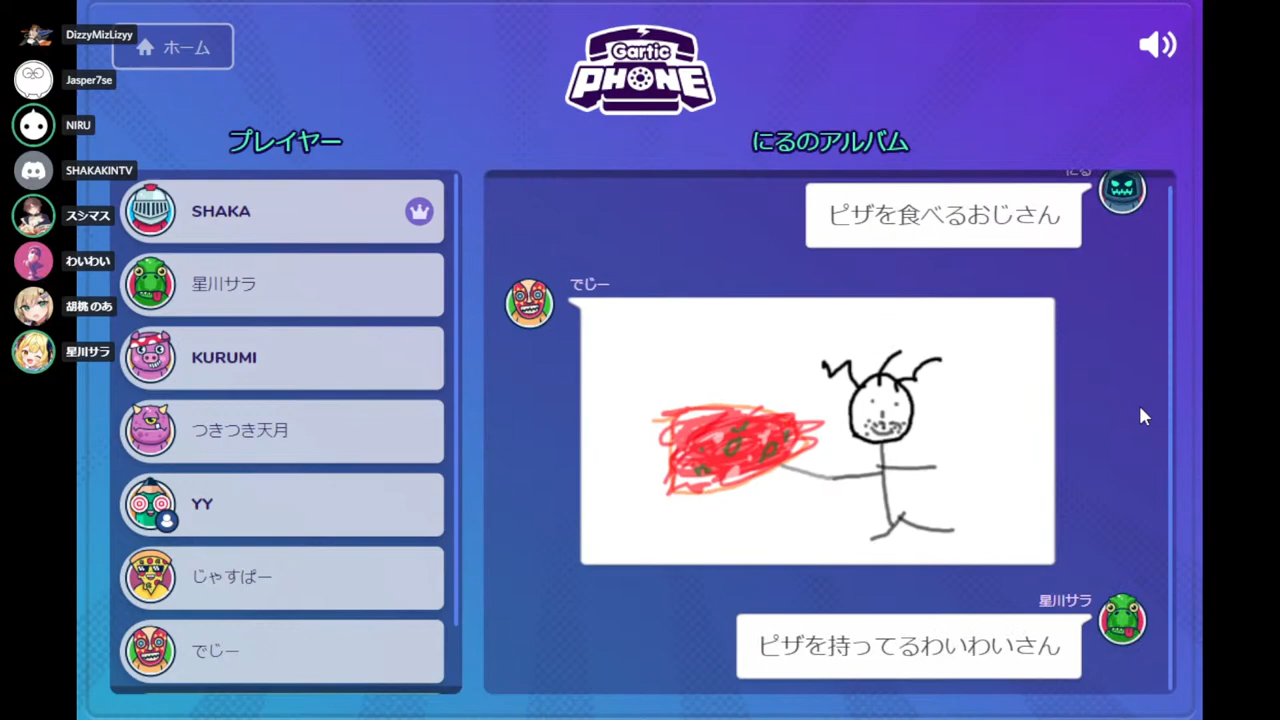 DizzyMizLizyy
Jasper7se
NIRU
SHAKAKINTV
スシマス
わいわい
胡桃のあ
星川サラ
ホーム
Gartic
PHONE
プレイヤー
SHAKA
星川サラ
KURUMI
つきつき天月
YY
じゃすぱー
でじー
にるのアルバム
にる
ピザを食べるおじさん
でじー
星川サラ
ピザを持ってるわいわいさん